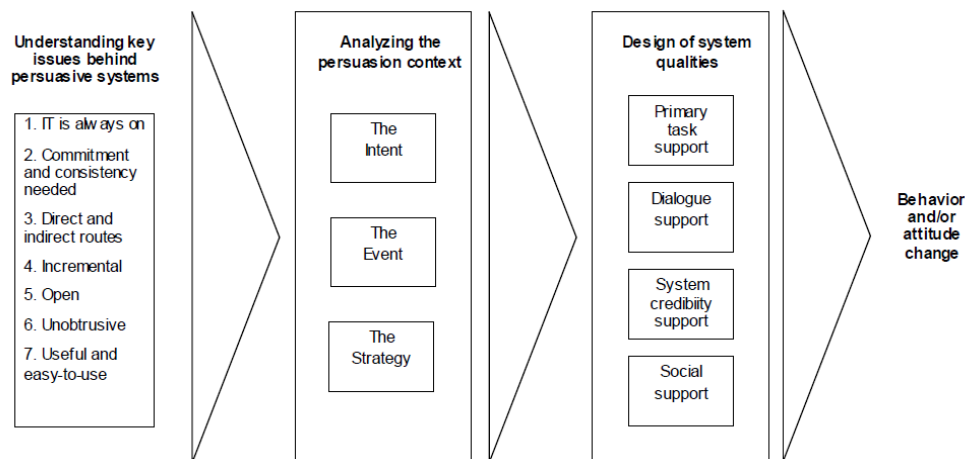 Understanding key
issues behind
persuasive systems
1. IT is always on
2. Commitment
and consistency
needed
3. Direct and
indirect routes
4. Incremental
5. Open
6. Unobtrusive
7. Useful and
easy-to-use
Analyzing the
persuasion context
The
Intent
The
Event
The
Strategy
Design of system
qualities
Primary
task
support
Dialogue
support
System
credibiity
support
Social
support
Behavior
and/or
attitude
change